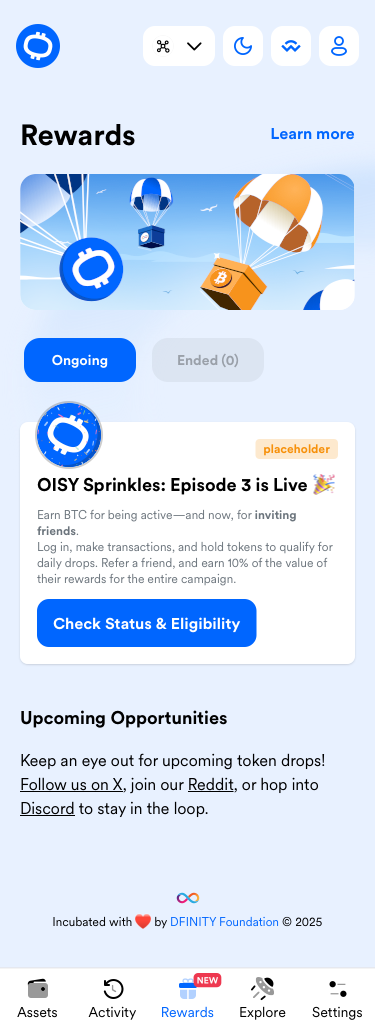 Rewards
Learn more
Ongoing
Ended (0)
placeholder
OISY Sprinkles: Episode 3 is Live 🎉
Earn BTC for being active—and now, for inviting
friends.
Log in, make transactions, and hold tokens to qualify for
daily drops. Refer a friend, and earn 10% of the value of
their rewards for the entire campaign.
Check Status & Eligibility
Upcoming Opportunities
Keep an eye out for upcoming token drops!
Follow us on X, join our Reddit, or hop into
Discord to stay in the loop.
Incubated with ❤️ by DFINITY Foundation © 2025
NEW
Assets
Activity
Rewards
Explore
Settings